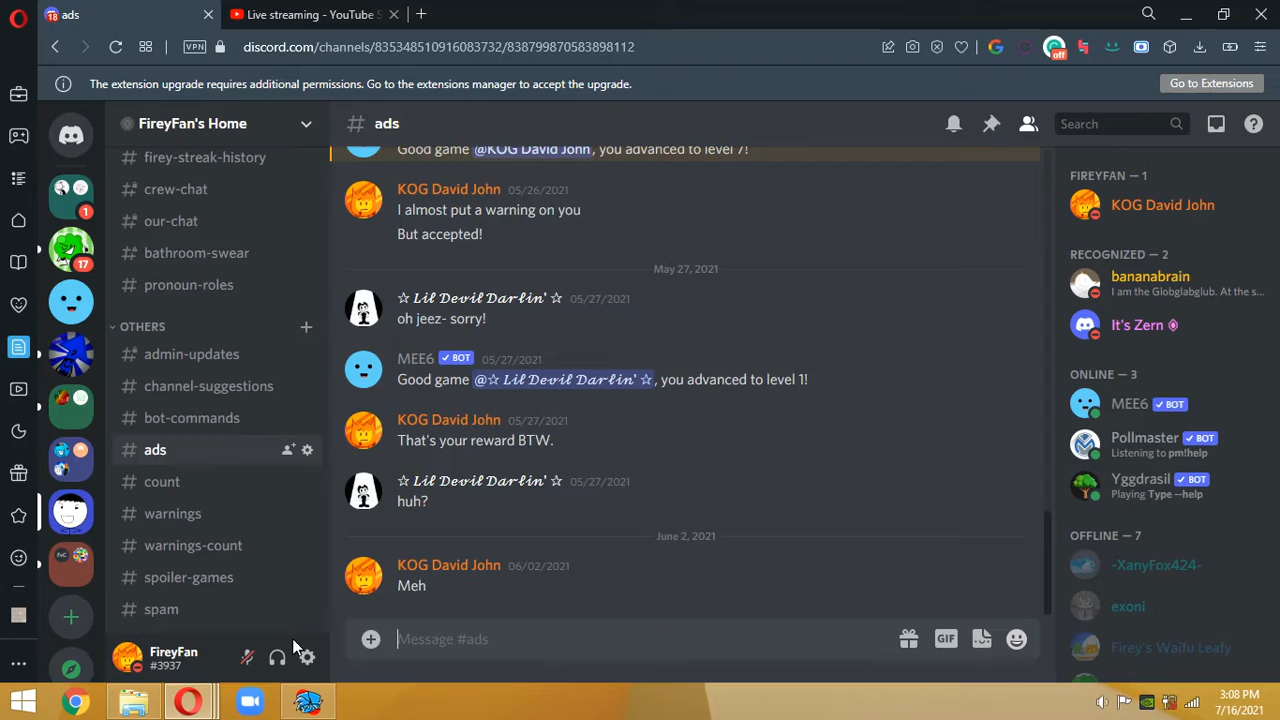 18
ads
Live streaming - YouTube S
VPN
discord.com/channels/835348510916083732/838799870583898112
off
The extension upgrade requires additional permissions. Go to the extensions manager to accept the upgrade.
Go to Extensions
FireyFan's Home
ads
Search
firey-streak-history
crew-chat
our-chat
bathroom-swear
pronoun-roles
OTHERS
admin-updates
channel-suggestions
bot-commands
ads
count
warnings
warnings-count
spoiler-games
spam
1
17
FvC
FireyFan
#3937
Good game @KOG David John, you advanced to level 7!
KOG David John 05/26/2021
I almost put a warning on you
But accepted!
May 27, 2021
☆ 𝓛𝓲𝓵 𝓓𝓮𝓿𝓲𝓵 𝓓𝓪𝓻𝓵𝓲𝓷' ☆ 05/27/2021
oh jeez- sorry!
MEE6 ✓ BOT 05/27/2021
Good game @☆ 𝓛𝓲𝓵 𝓓𝓮𝓿𝓲𝓵 𝓓𝓪𝓻𝓵𝓲𝓷' ☆, you advanced to level 1!
KOG David John 05/27/2021
That's your reward BTW.
☆ 𝓛𝓲𝓵 𝓓𝓮𝓿𝓲𝓵 𝓓𝓪𝓻𝓵𝓲𝓷' ☆ 05/27/2021
huh?
June 2, 2021
KOG David John 06/02/2021
Meh
Message #ads
GIF
FIREYFAN – 1
KOG David John
RECOGNIZED – 2
bananabrain
I am the Globglabglub. At the s...
It's Zern
ONLINE – 3
MEE6 ✓ BOT
Pollmaster ✓ BOT
Listening to pm!help
Yggdrasil ✓ BOT
Playing Type --help
OFFLINE – 7
-XanyFox424-
exoni
Firey's Waifu Leafy
3:08 PM
7/16/2021